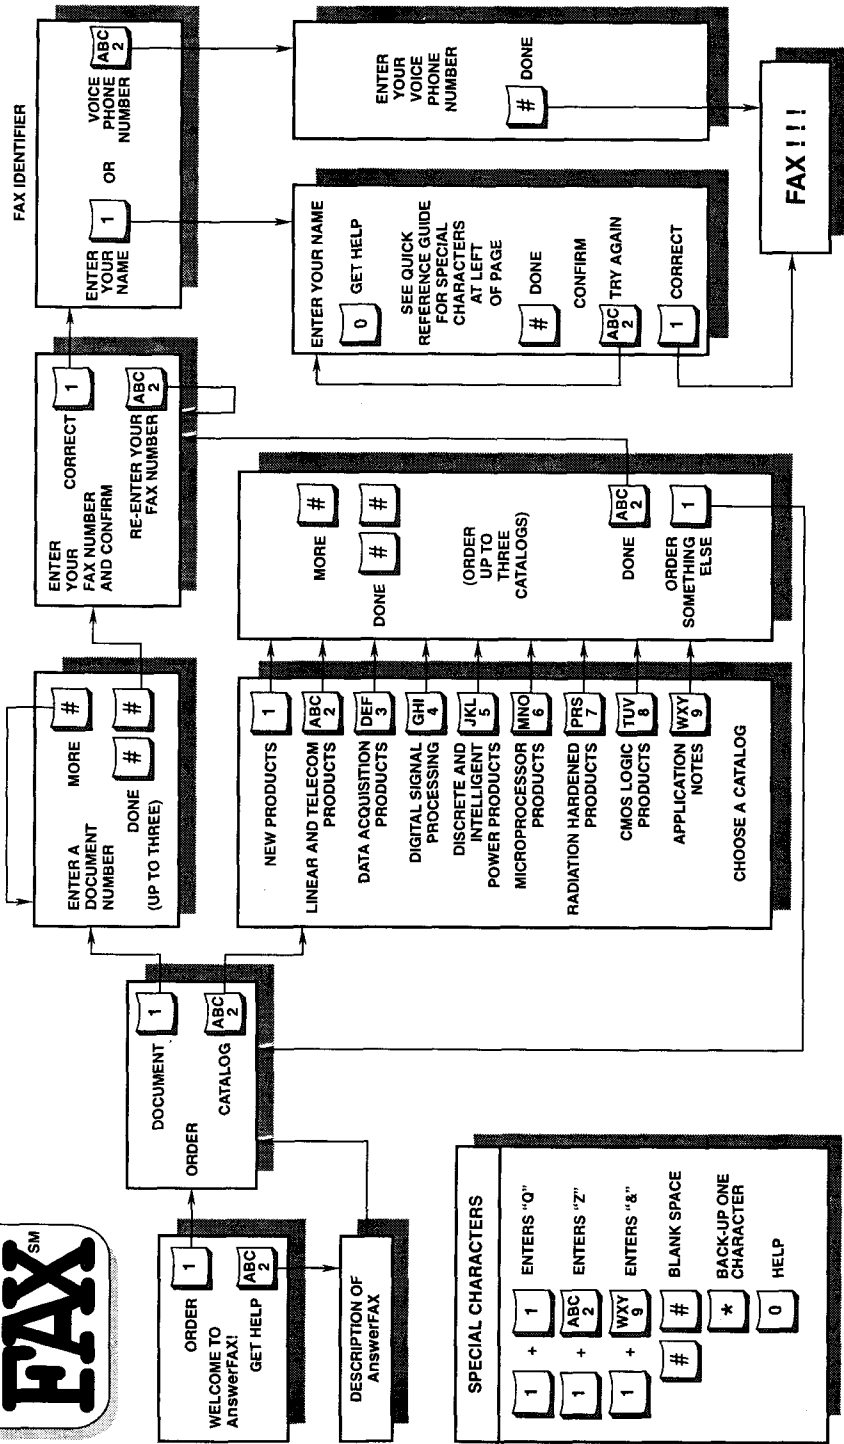 FAX SM
WELCOME TO
AnswerFAX!
ORDER
1
GET HELP
ABC
2
DESCRIPTION OF
AnswerFAX
ORDER
DOCUMENT
1
CATALOG
ABC
2
ENTER A
DOCUMENT
NUMBER
MORE
#
DONE
# #
(UP TO THREE)
ENTER
YOUR
FAX NUMBER
AND CONFIRM
CORRECT
1
RE-ENTER YOUR
FAX NUMBER
ABC
2
FAX IDENTIFIER
ENTER
YOUR
NAME
1
OR
VOICE
PHONE
NUMBER
ABC
2
NEW PRODUCTS
1
LINEAR AND TELECOM
PRODUCTS
ABC
2
DATA ACQUISITION
PRODUCTS
DEF
3
DIGITAL SIGNAL
PROCESSING
GHI
4
DISCRETE AND
INTELLIGENT
POWER PRODUCTS
JKL
5
MICROPROCESSOR
PRODUCTS
MNO
6
RADIATION HARDENED
PRODUCTS
PRS
7
CMOS LOGIC
PRODUCTS
TUV
8
APPLICATION
NOTES
WXY
9
CHOOSE A CATALOG
MORE
#
DONE
# #
(ORDER
UP TO
THREE
CATALOGS)
DONE
ABC
2
ORDER
SOMETHING
ELSE
1
ENTER YOUR NAME
0 GET HELP
SEE QUICK
REFERENCE GUIDE
FOR SPECIAL
CHARACTERS
AT LEFT
OF PAGE
# DONE
CONFIRM
ABC
2
TRY AGAIN
1 CORRECT
ENTER
YOUR
VOICE
PHONE
NUMBER
# DONE
FAX ! ! !
SPECIAL CHARACTERS
1 + 1 ENTERS “Q”
1 + ABC
2
ENTERS “Z”
1 + WXY
9
ENTERS “&”
# # BLANK SPACE
* BACK-UP ONE
CHARACTER
0 HELP